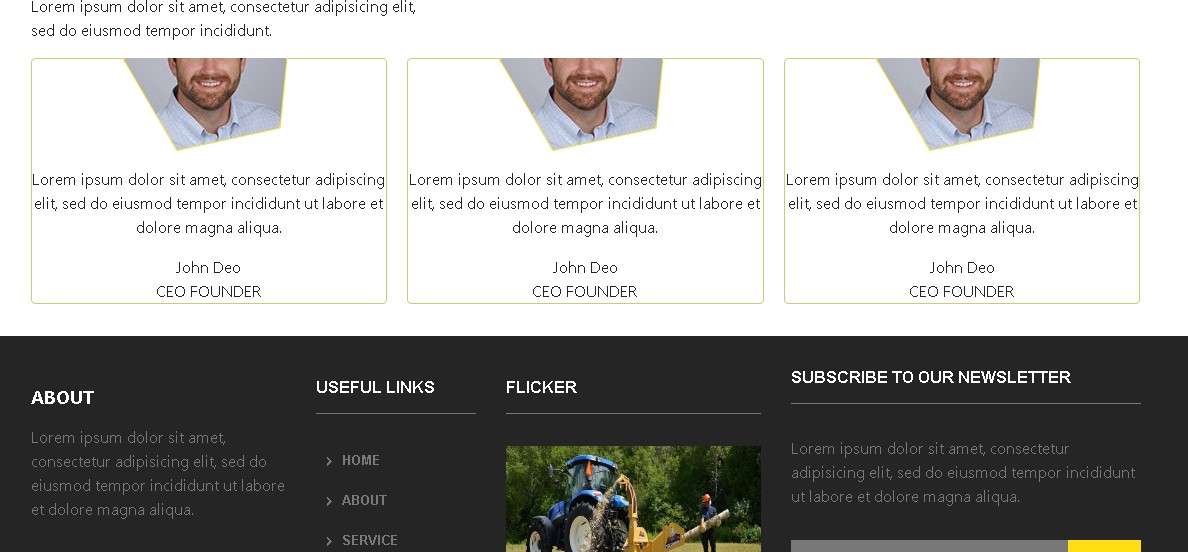 Lorem ipsum dolor sit amet, consectetur adipisicing elit,
sed do eiusmod tempor incididunt.
Lorem ipsum dolor sit amet, consectetur adipiscing
elit, sed do eiusmod tempor incididunt ut labore et
dolore magna aliqua.
John Deo
CEO FOUNDER
Lorem ipsum dolor sit amet, consectetur adipiscing
elit, sed do eiusmod tempor incididunt ut labore et
dolore magna aliqua.
John Deo
CEO FOUNDER
Lorem ipsum dolor sit amet, consectetur adipiscing
elit, sed do eiusmod tempor incididunt ut labore et
dolore magna aliqua.
John Deo
CEO FOUNDER
ABOUT
Lorem ipsum dolor sit amet,
consectetur adipisicing elit, sed do
eiusmod tempor incididunt ut labore
et dolore magna aliqua.
USEFUL LINKS
HOME
ABOUT
SERVICE
FLICKER
SUBSCRIBE TO OUR NEWSLETTER
Lorem ipsum dolor sit amet, consectetur
adipisicing elit, sed do eiusmod tempor incididunt
ut labore et dolore magna aliqua.